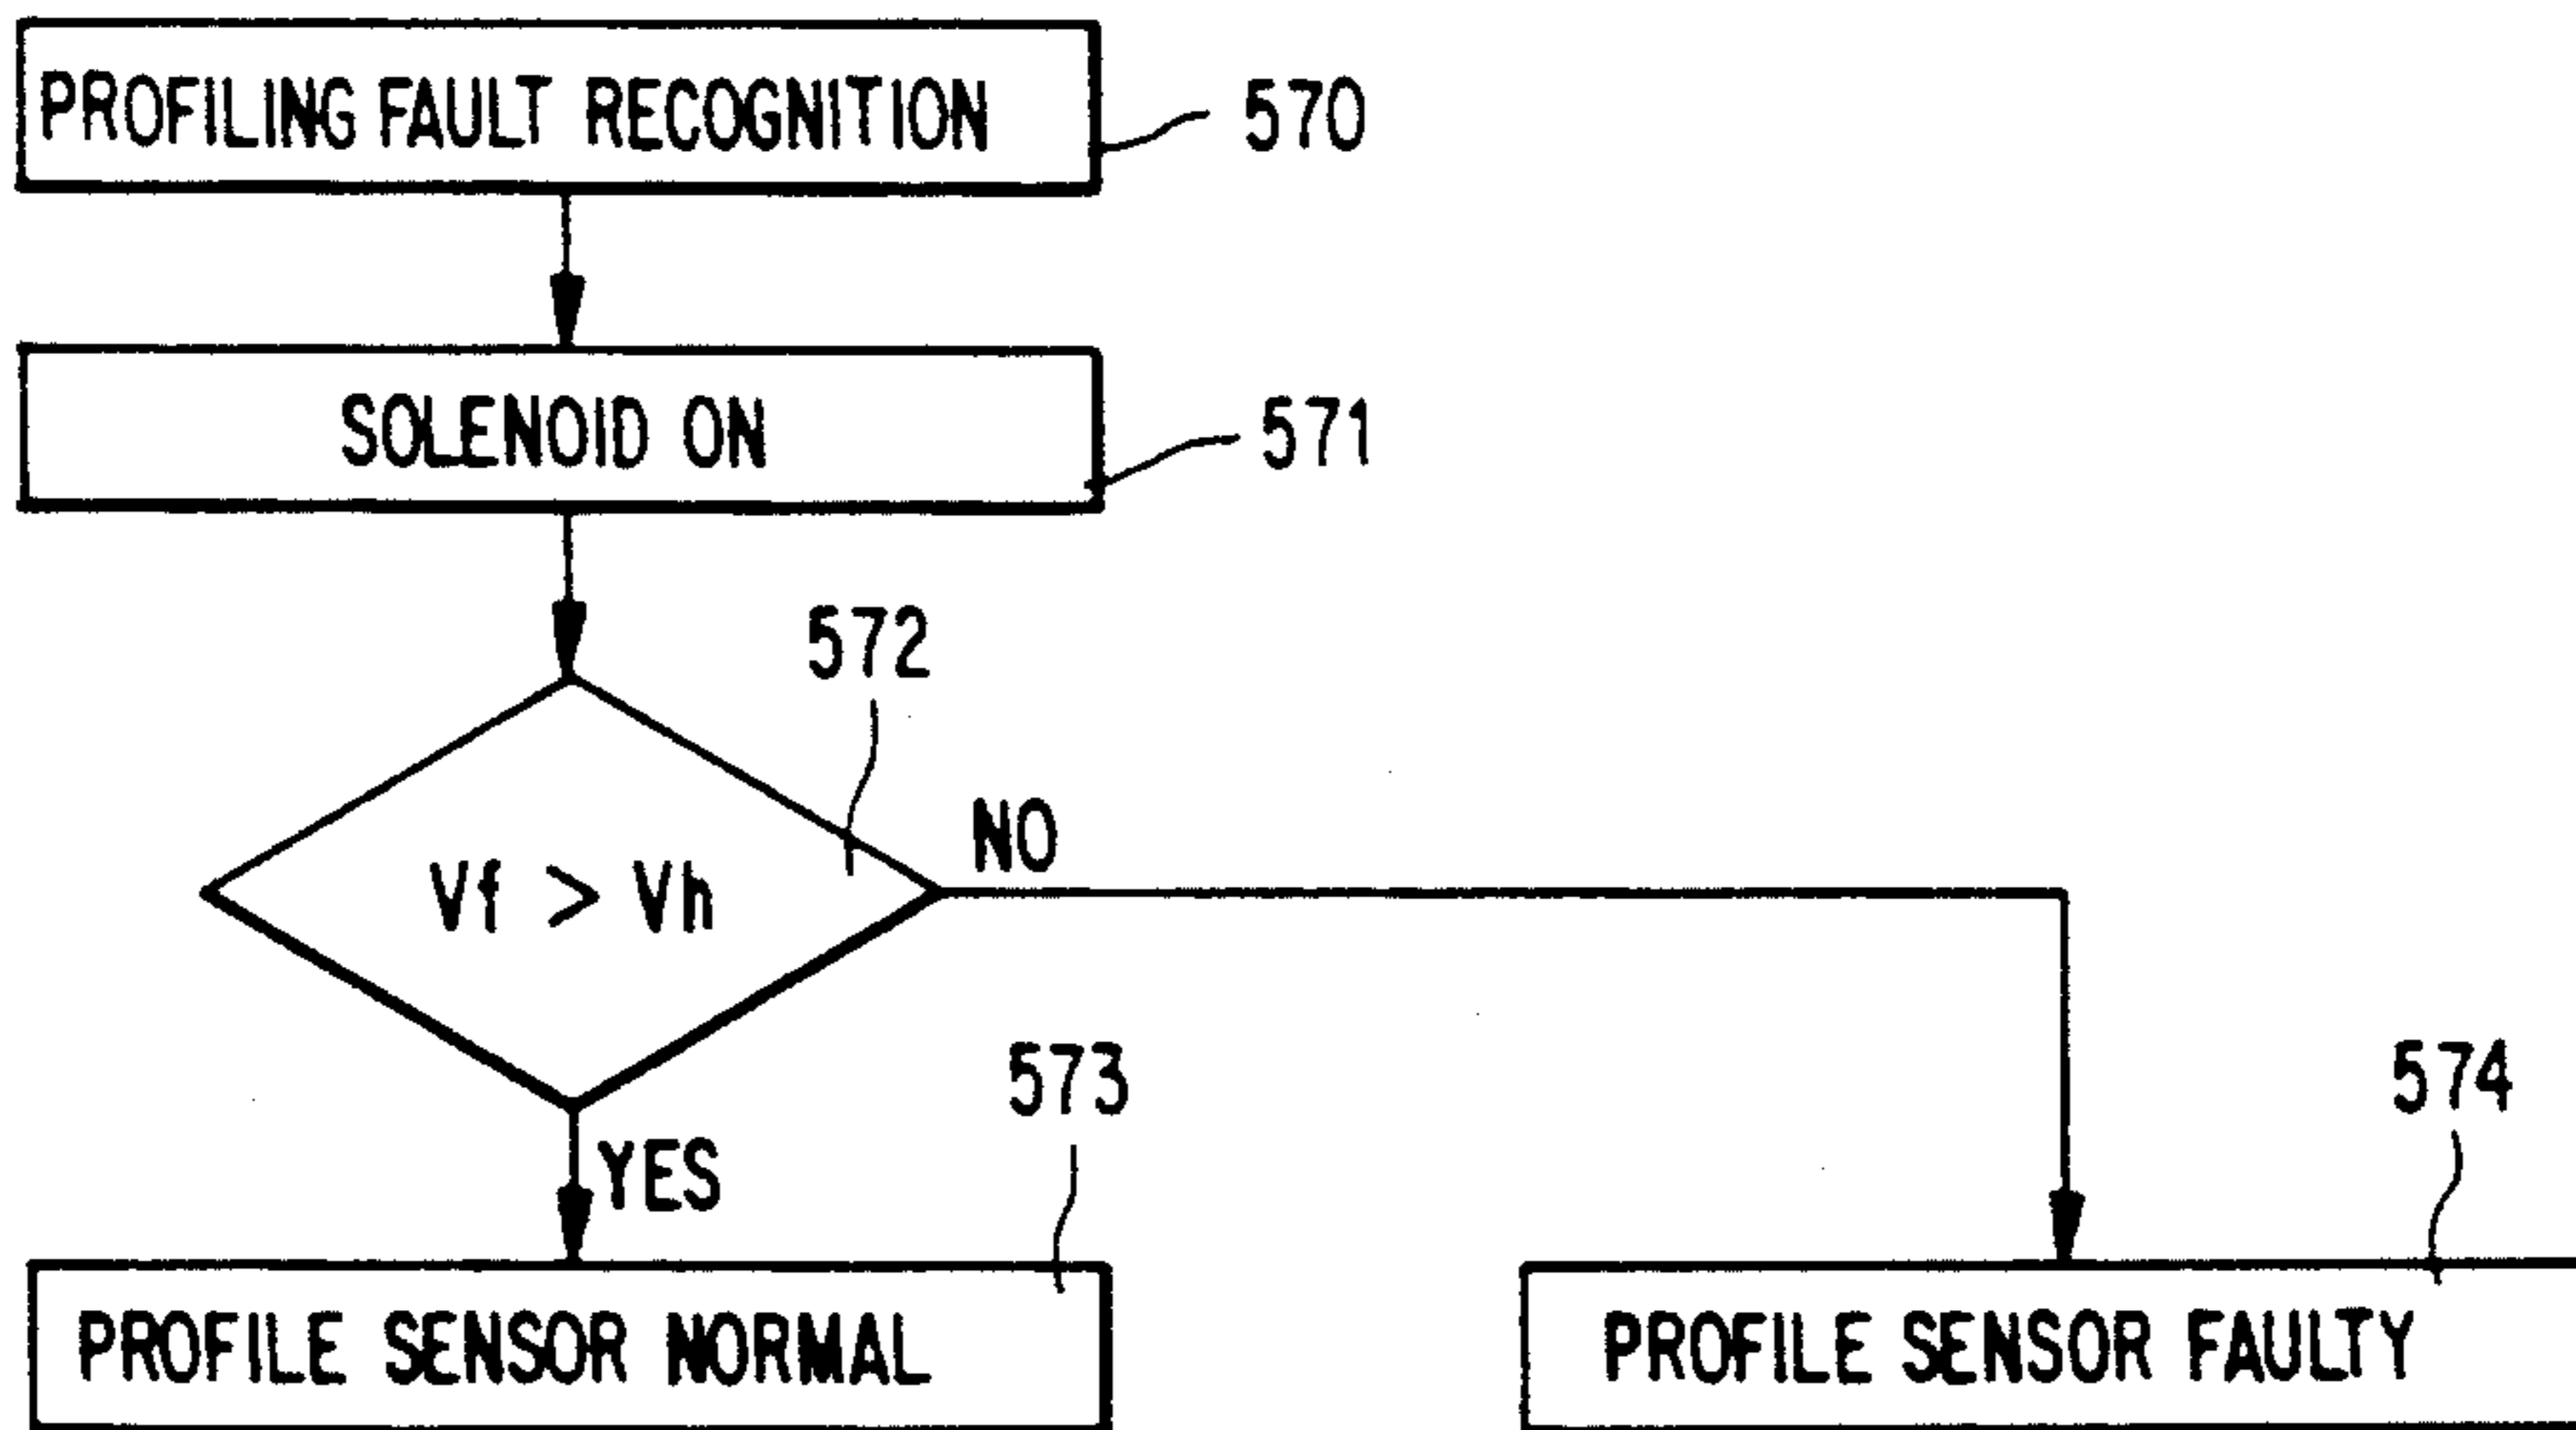 PROFILING FAULT RECOGNITION
570
SOLENOID ON
571
572
Vf > Vh
NO
YES
573
574
PROFILE SENSOR NORMAL
PROFILE SENSOR FAULTY